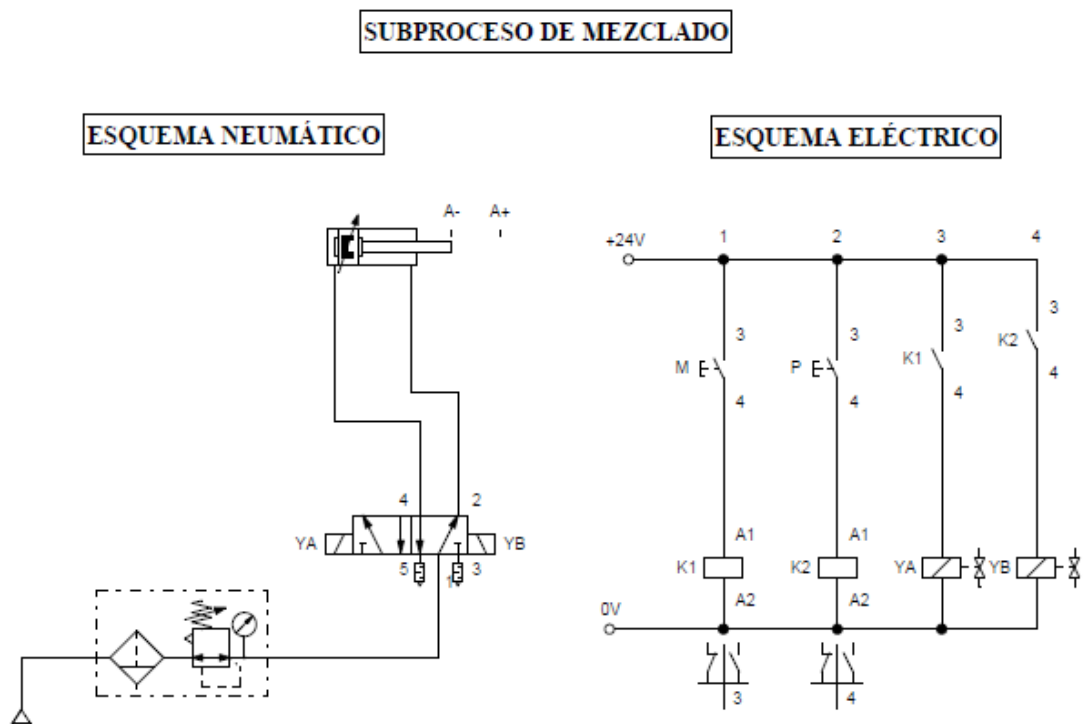 SUBPROCESO DE MEZCLADO
ESQUEMA NEUMÁTICO
ESQUEMA ELÉCTRICO
A- A+
4 2
YA YB
5 1 3
1 2 3 4
+24V
3 3 3 3
M P K1 K2
4 4 4 4
A1 A1
K1 K2 YA YB
A2 A2
0V
3 4